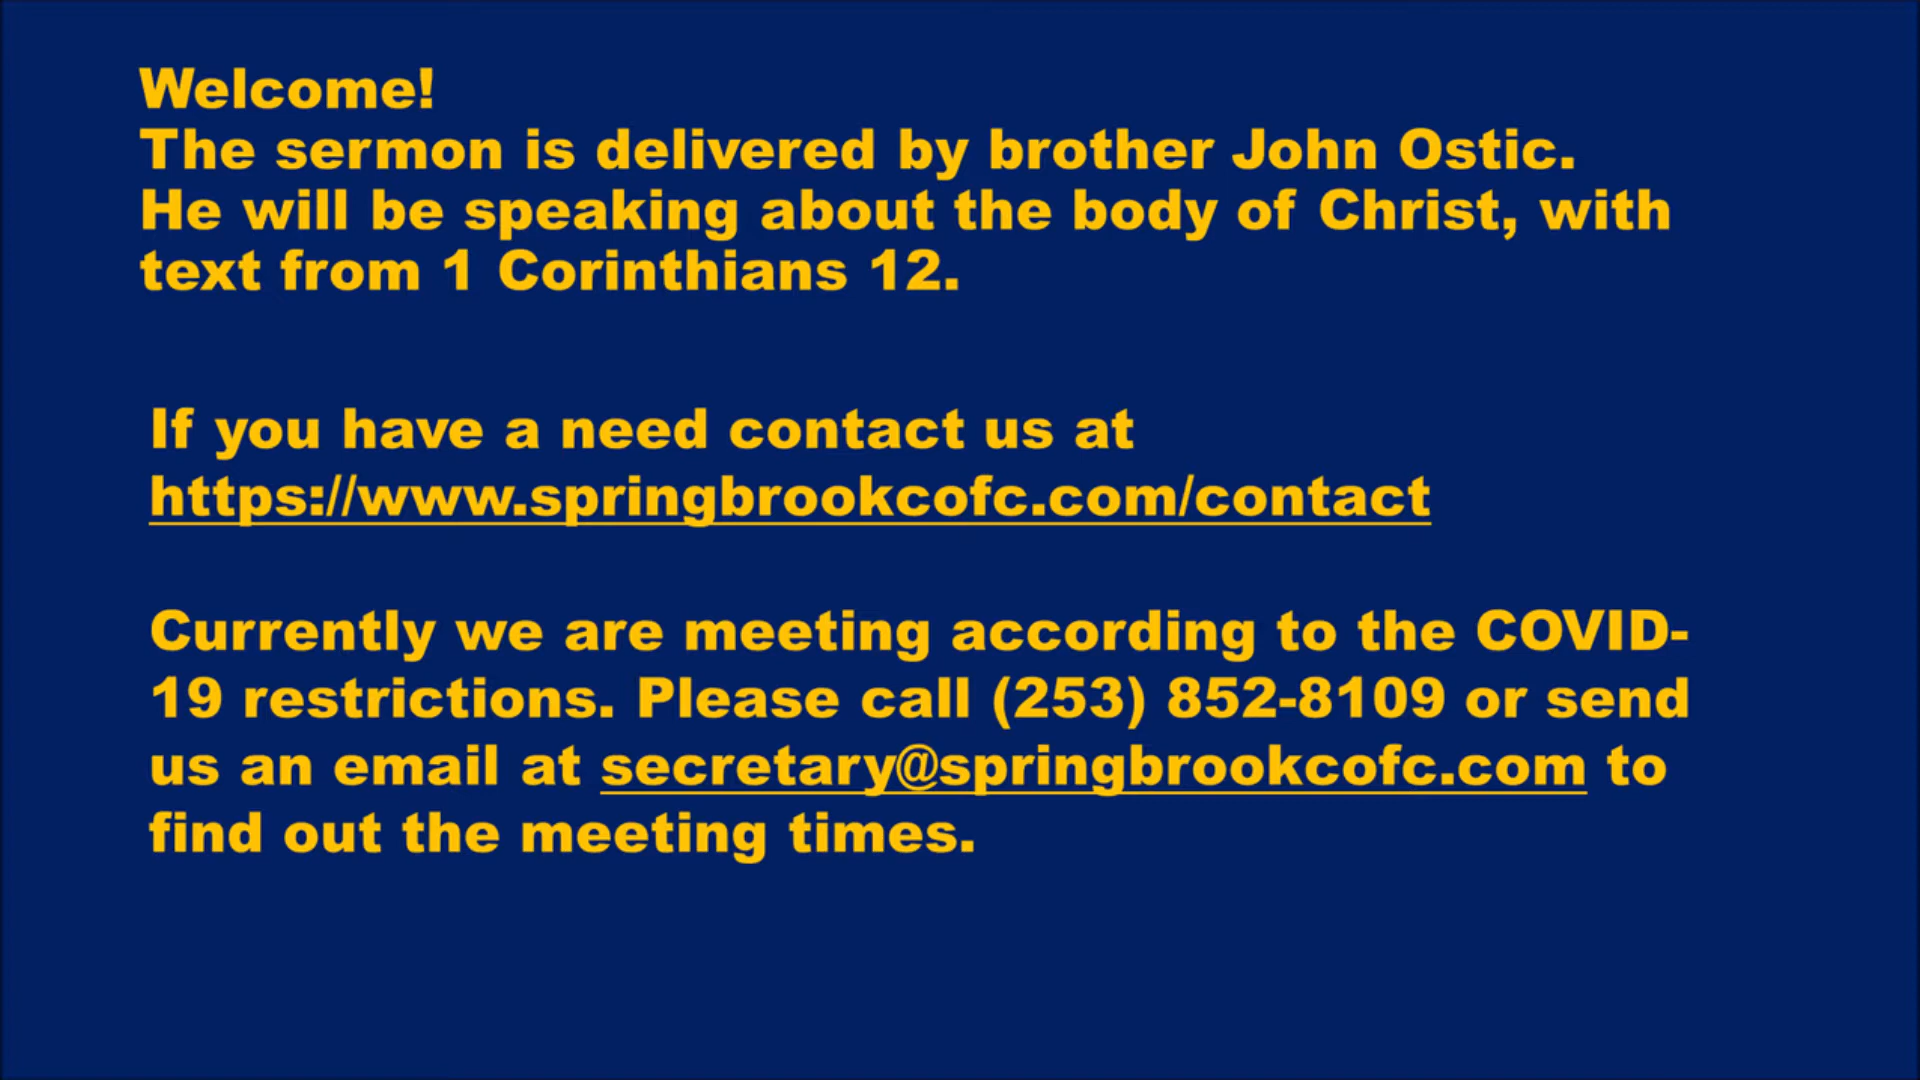 Welcome!
The sermon is delivered by brother John Ostic.
He will be speaking about the body of Christ, with
text from 1 Corinthians 12.
If you have a need contact us at
https://www.springbrookcofc.com/contact
Currently we are meeting according to the COVID-
19 restrictions. Please call (253) 852-8109 or send
us an email at secretary@springbrookcofc.com to
find out the meeting times.